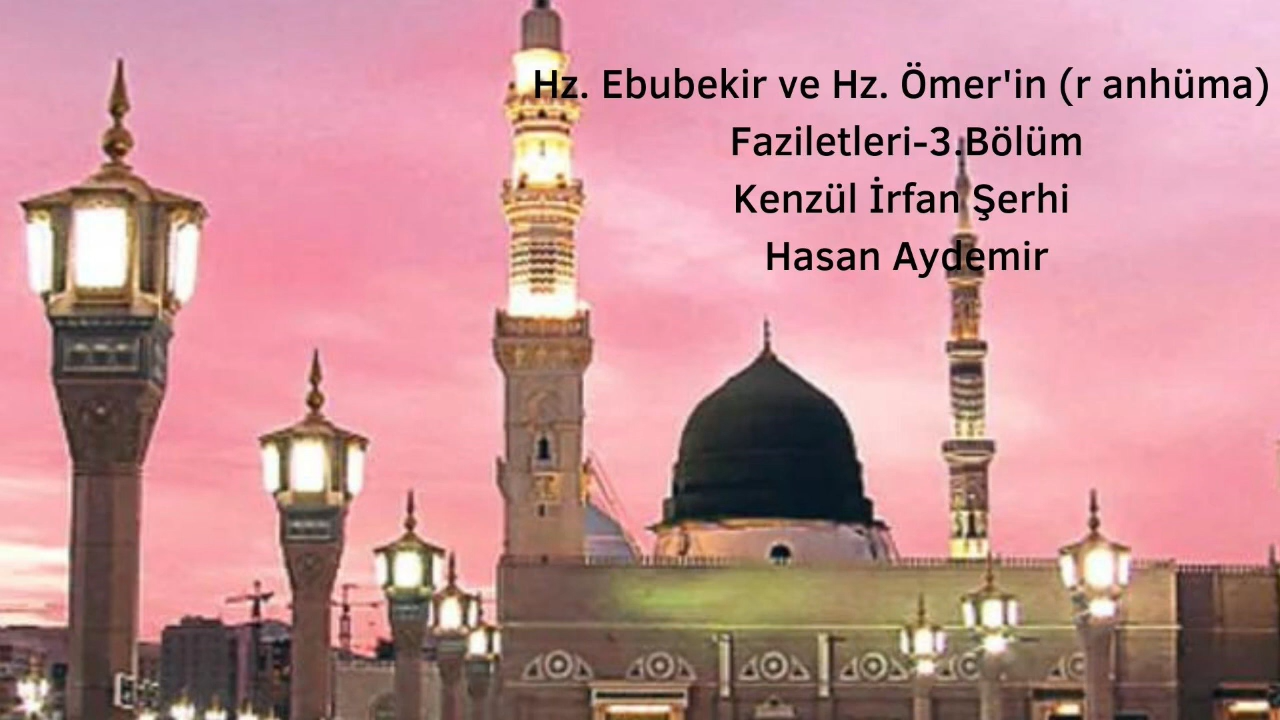 Hz. Ebubekir ve Hz. Ömer'in (r anhüma)
Faziletleri-3.Bölüm
Kenzül İrfan Şerhi
Hasan Aydemir